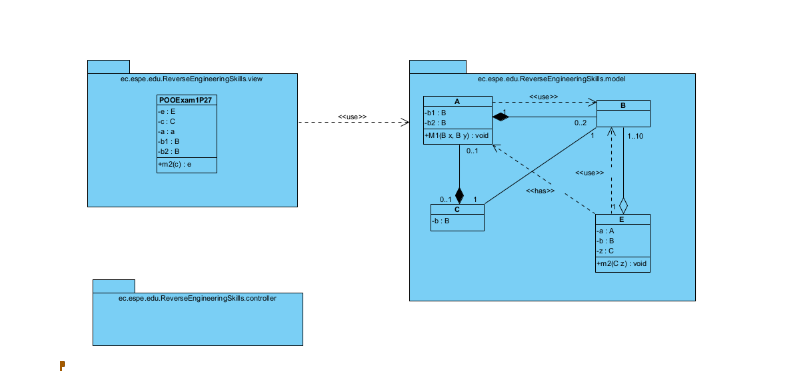 ec.espe.edu.ReverseEngineeringSkills.view
POOExam1P27
-e : E
-c : C
-a : a
-b1 : B
-b2 : B
+m2(c) : e
<<use>>
ec.espe.edu.ReverseEngineeringSkills.model
A
-b1 : B
-b2 : B
+M1(B x, B y) : void
<<use>>
1
0..2
B
1
1..10
0..1
<<use>>
<<has>>
0..1
1
C
-b : B
1
E
-a : A
-b : B
-z : C
+m2(C z) : void
ec.espe.edu.ReverseEngineeringSkills.controller